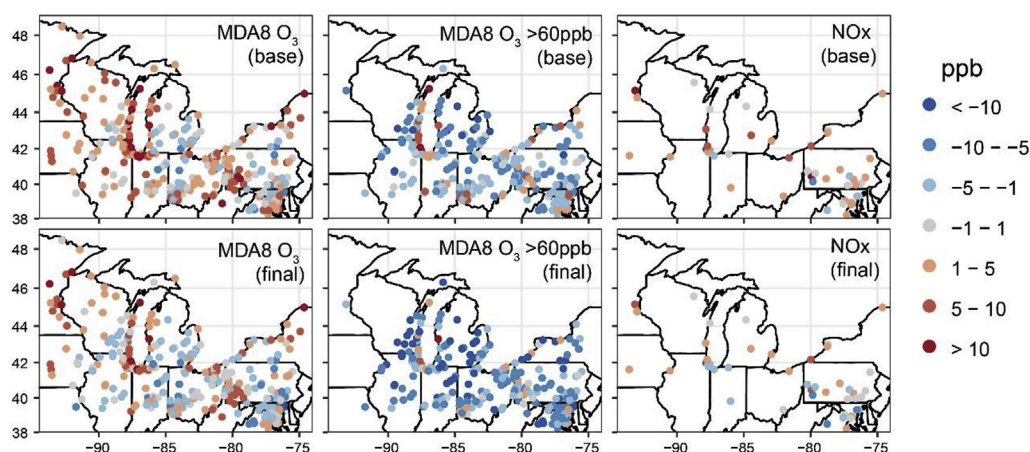 MDA8 O₃
(base)
MDA8 O₃ >60ppb
(base)
NOx
(base)
48
46
44
42
40
38
MDA8 O₃
(final)
MDA8 O₃ >60ppb
(final)
NOx
(final)
48
46
44
42
40
38
−90 −85 −80 −75
−90 −85 −80 −75
−90 −85 −80 −75
ppb
< −10
−10 − −5
−5 − −1
−1 − 1
1 − 5
5 − 10
> 10